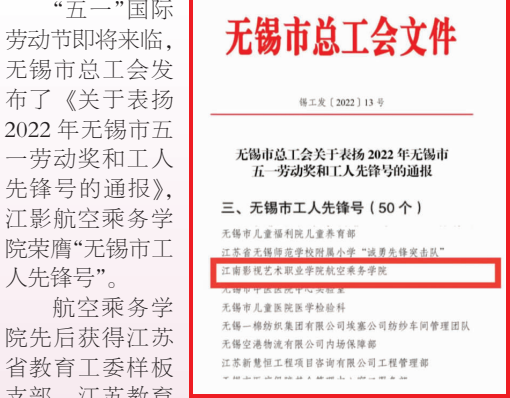 “五一”国际
劳动节即将来临，
无锡市总工会发
布了《关于表扬
2022 年无锡市五
一劳动奖和工人
先锋号的通报》，
江影航空乘务学
院荣膺“无锡市工
人先锋号”。
航空乘务学
院先后获得江苏
省教育工委样板
支部、江苏教育
无锡市总工会文件
锡工发〔2022〕13 号
无锡市总工会关于表扬 2022 年无锡市
五一劳动奖和工人先锋号的通报
三、无锡市工人先锋号（50 个）
无锡市儿童福利院儿童养育部
江苏省无锡师范学校附属小学“诚勇先锋突击队”
江南影视艺术职业学院航空乘务学院
无锡市儿童医院医学检验科
无锡一棉纺织集团有限公司埃塞公司纺纱车间管理团队
无锡空港物流有限公司内场保障部
江苏新慧恒工程项目咨询有限公司工程管理部